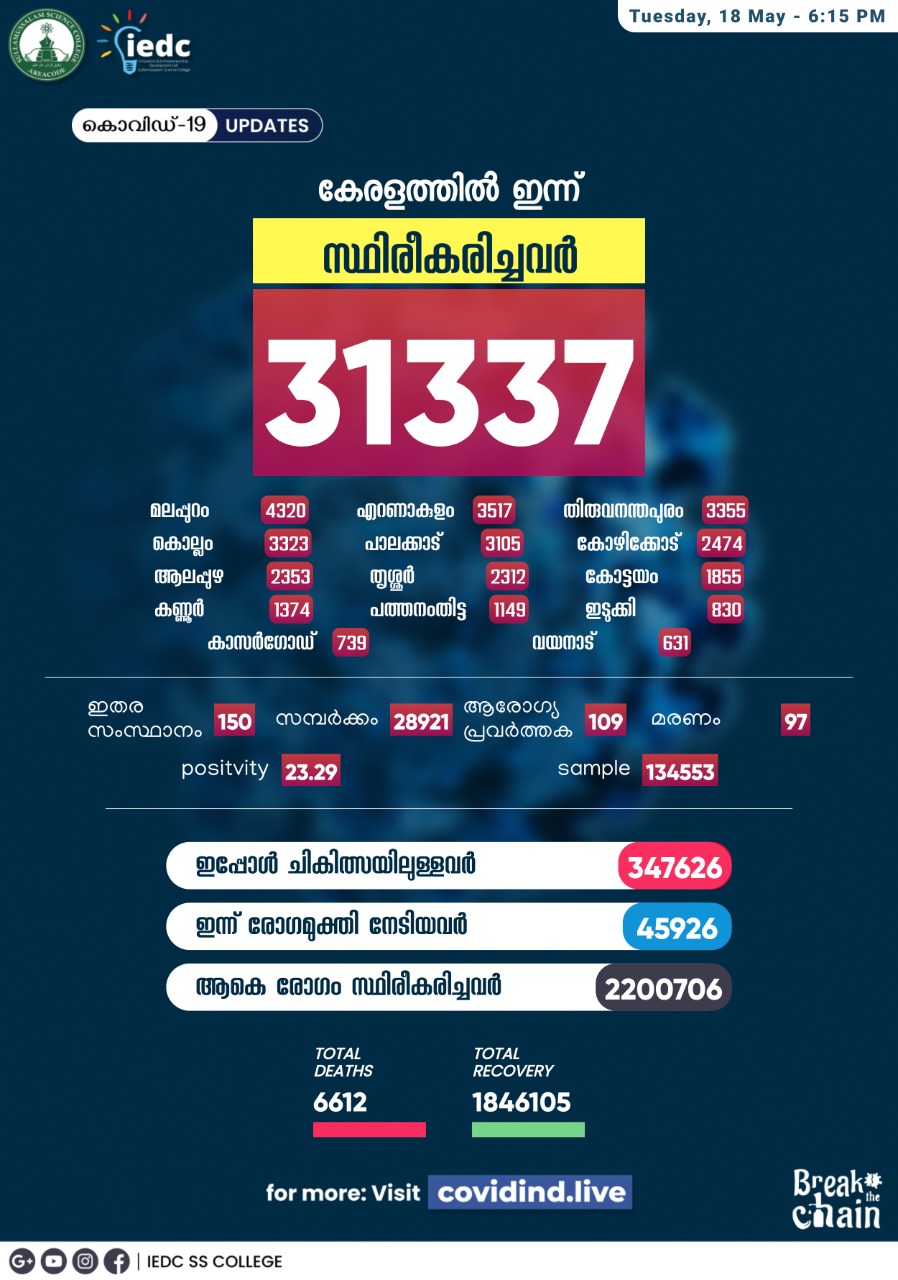 Tuesday, 18 May - 6:15 PM
SULLAMUSSALAM SCIENCE COLLEGE
AREACODE
iedc
കൊവിഡ്-19 UPDATES
കേരളത്തിൽ ഇന്ന്
സ്ഥിരീകരിച്ചവർ
31337
മലപ്പുറം 4320 എറണാകുളം 3517 തിരുവനന്തപുരം 3355
കൊല്ലം 3323 പാലക്കാട് 3105 കോഴിക്കോട് 2474
ആലപ്പുഴ 2353 തൃശ്ശൂർ 2312 കോട്ടയം 1855
കണ്ണൂർ 1374 പത്തനംതിട്ട 1149 ഇടുക്കി 830
കാസർഗോഡ് 739 വയനാട് 631
ഇതര
സംസ്ഥാനം 150 സമ്പർക്കം 28921 ആരോഗ്യ
പ്രവർത്തക 109 മരണം 97
positvity 23.29 sample 134553
ഇപ്പോൾ ചികിത്സയിലുള്ളവർ 347626
ഇന്ന് രോഗമുക്തി നേടിയവർ 45926
ആകെ രോഗം സ്ഥിരീകരിച്ചവർ 2200706
TOTAL
DEATHS
6612
TOTAL
RECOVERY
1846105
for more: Visit covidind.live
Break
the
chain
G+ IEDC SS COLLEGE